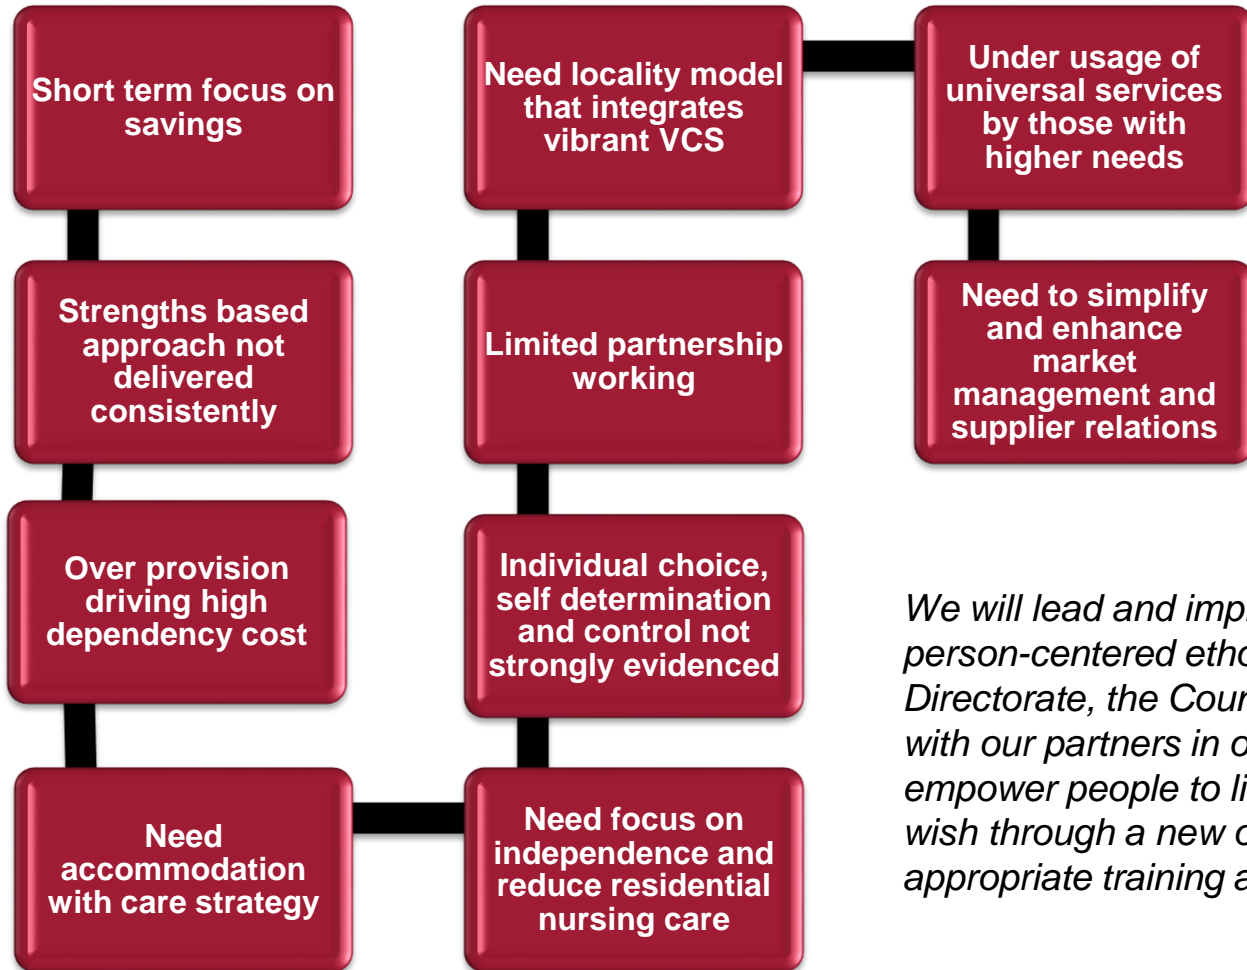 Short term focus on
savings
Strengths based
approach not
delivered
consistently
Over provision
driving high
dependency cost
Need
accommodation
with care strategy
Need focus on
independence and
reduce residential
nursing care
Individual choice,
self determination
and control not
strongly evidenced
Limited partnership
working
Need locality model
that integrates
vibrant VCS
Under usage of
universal services
by those with
higher needs
Need to simplify
and enhance
market
management and
supplier relations
We will lead and
person-centered
Directorate, the
with our partners in
empower people to
wish through a new
appropriate training